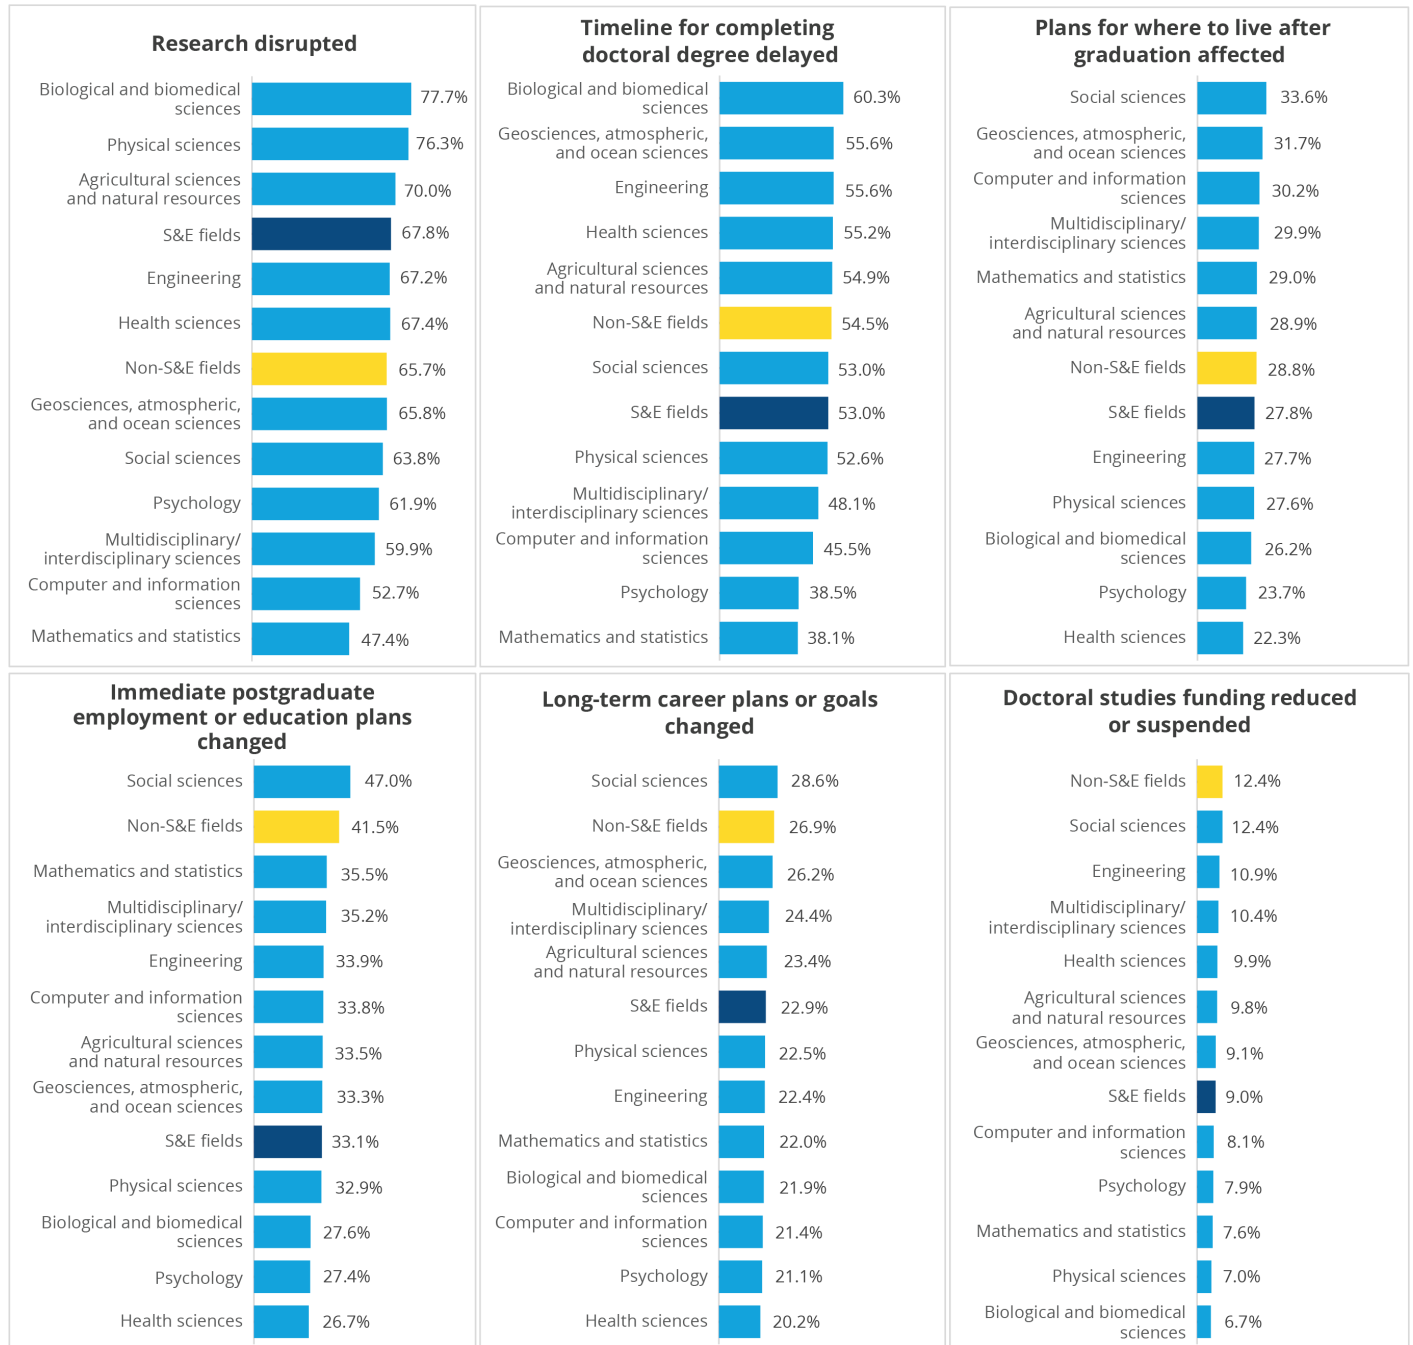 Research disrupted
Biological and biomedical
sciences
77.7%
Physical sciences
76.3%
Agricultural sciences
and natural resources
70.0%
S&E fields
67.8%
Engineering
67.2%
Health sciences
67.4%
Non-S&E fields
65.7%
Geosciences, atmospheric,
and ocean sciences
65.8%
Social sciences
63.8%
Psychology
61.9%
Multidisciplinary/
interdisciplinary sciences
59.9%
Computer and information
sciences
52.7%
Mathematics and statistics
47.4%
Timeline for completing
doctoral degree delayed
Biological and biomedical
sciences
60.3%
Geosciences, atmospheric,
and ocean sciences
55.6%
Engineering
55.6%
Health sciences
55.2%
Agricultural sciences
and natural resources
54.9%
Non-S&E fields
54.5%
Social sciences
53.0%
S&E fields
53.0%
Physical sciences
52.6%
Multidisciplinary/
interdisciplinary sciences
48.1%
Computer and information
sciences
45.5%
Psychology
38.5%
Mathematics and statistics
38.1%
Plans for where to live after
graduation affected
Social sciences
33.6%
Geosciences, atmospheric,
and ocean sciences
31.7%
Computer and information
sciences
30.2%
Multidisciplinary/
interdisciplinary sciences
29.9%
Mathematics and statistics
29.0%
Agricultural sciences
and natural resources
28.9%
Non-S&E fields
28.8%
S&E fields
27.8%
Engineering
27.7%
Physical sciences
27.6%
Biological and biomedical
sciences
26.2%
Psychology
23.7%
Health sciences
22.3%
Immediate postgraduate
employment or education plans
changed
Social sciences
47.0%
Non-S&E fields
41.5%
Mathematics and statistics
35.5%
Multidisciplinary/
interdisciplinary sciences
35.2%
Engineering
33.9%
Computer and information
sciences
33.8%
Agricultural sciences
and natural resources
33.5%
Geosciences, atmospheric,
and ocean sciences
33.3%
S&E fields
33.1%
Physical sciences
32.9%
Biological and biomedical
sciences
27.6%
Psychology
27.4%
Health sciences
26.7%
Long-term career plans or goals
changed
Social sciences
28.6%
Non-S&E fields
26.9%
Geosciences, atmospheric,
and ocean sciences
26.2%
Multidisciplinary/
interdisciplinary sciences
24.4%
Agricultural sciences
and natural resources
23.4%
S&E fields
22.9%
Physical sciences
22.5%
Engineering
22.4%
Mathematics and statistics
22.0%
Biological and biomedical
sciences
21.9%
Computer and information
sciences
21.4%
Psychology
21.1%
Health sciences
20.2%
Doctoral studies funding reduced
or suspended
Non-S&E fields
12.4%
Social sciences
12.4%
Engineering
10.9%
Multidisciplinary/
interdisciplinary sciences
10.4%
Health sciences
9.9%
Agricultural sciences
and natural resources
9.8%
Geosciences, atmospheric,
and ocean sciences
9.1%
S&E fields
9.0%
Computer and information
sciences
8.1%
Psychology
7.9%
Mathematics and statistics
7.6%
Physical sciences
7.0%
Biological and biomedical
sciences
6.7%